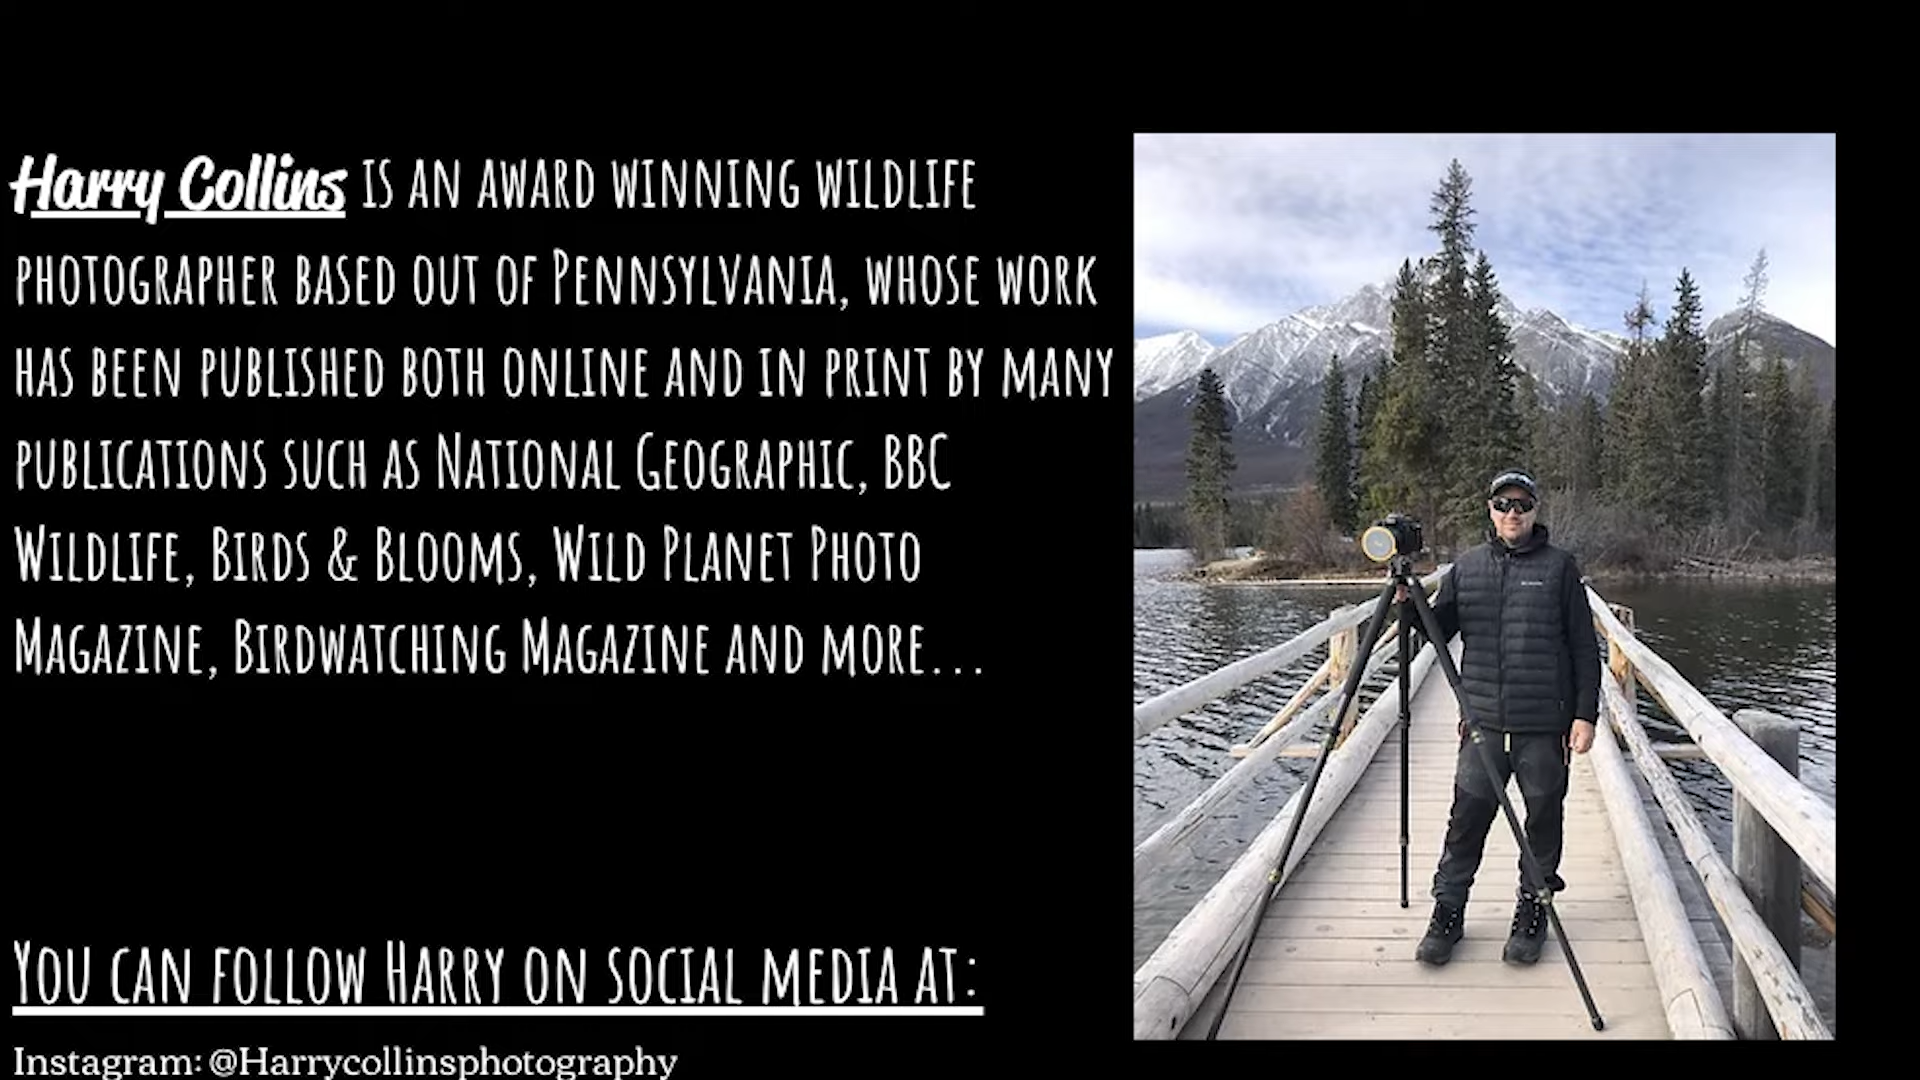 Harry Collins is an award winning wildlife
photographer based out of Pennsylvania, whose work
has been published both online and in print by many
publications such as National Geographic, BBC
Wildlife, Birds & Blooms, Wild Planet Photo
Magazine, Birdwatching Magazine and more...
You can follow Harry on social media at:
Instagram: @Harrycollinsphotography